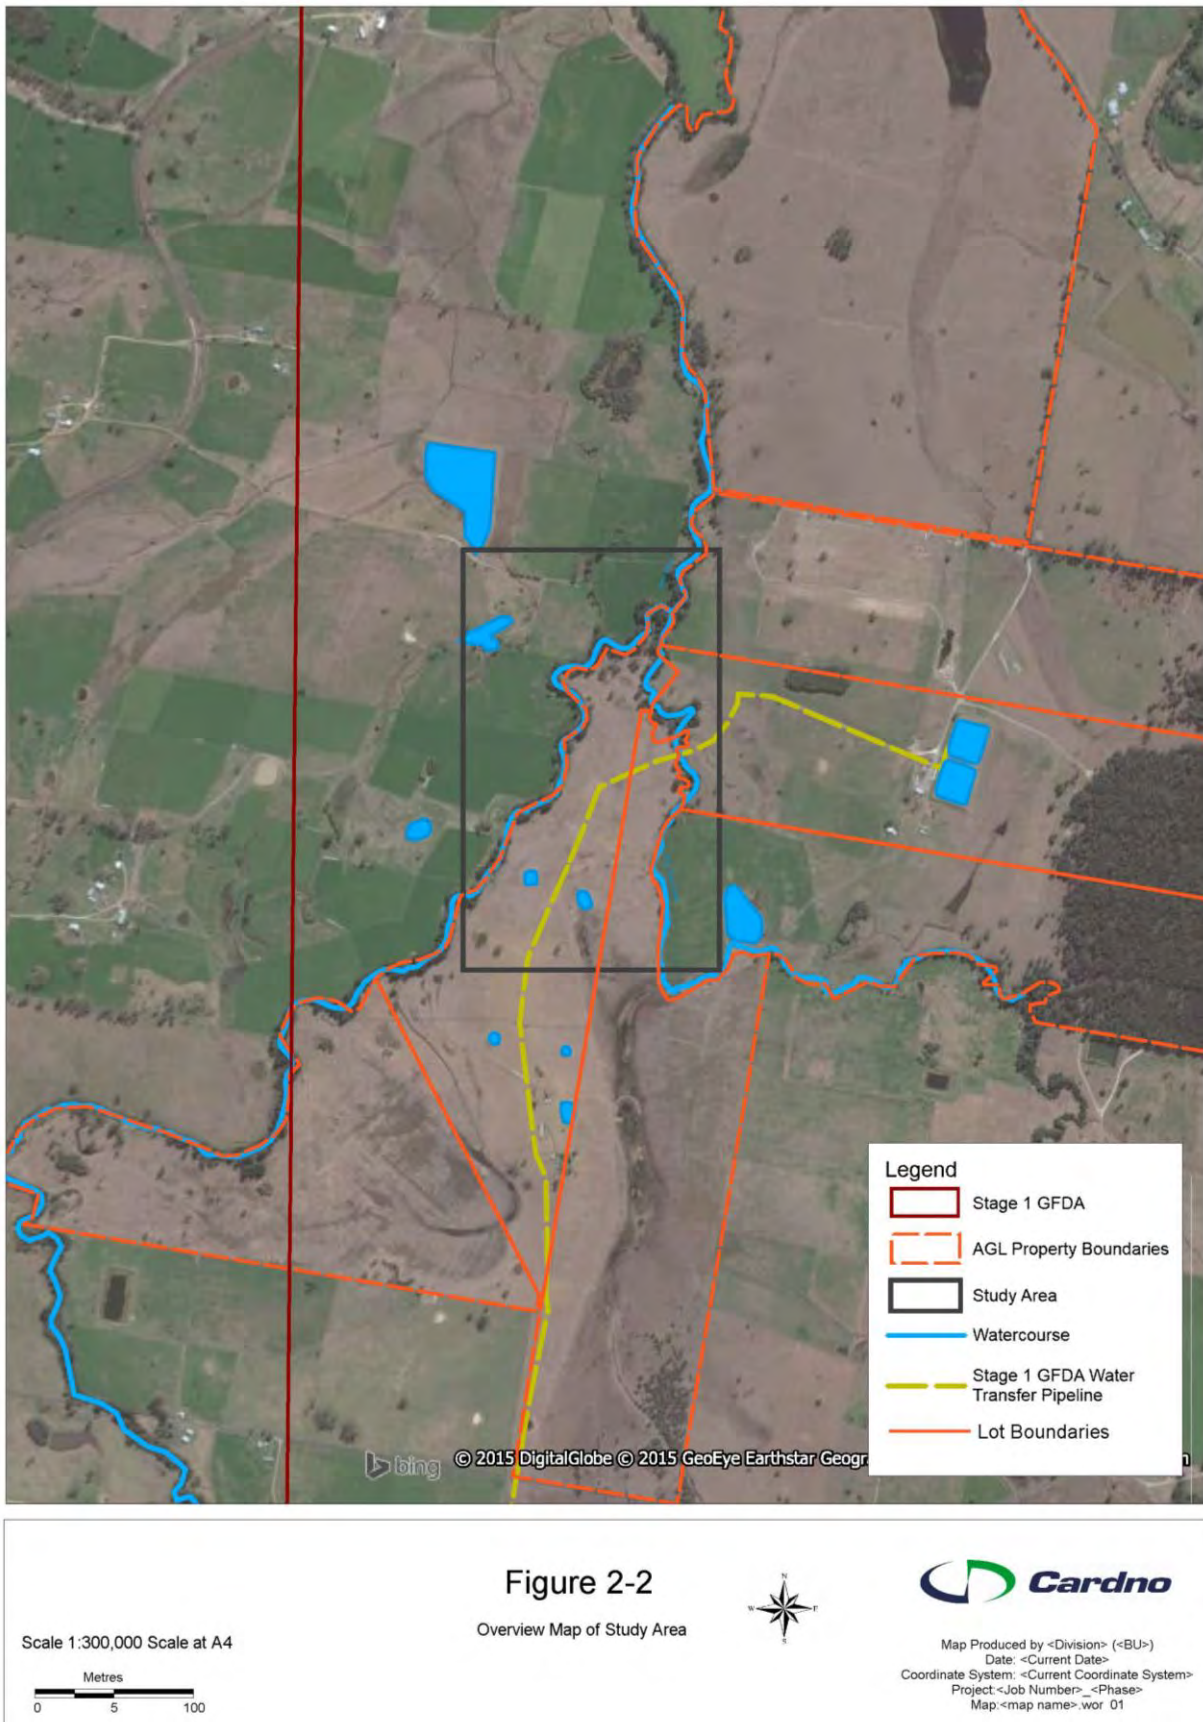 Legend
Stage 1 GFDA
AGL Property Boundaries
Study Area
Watercourse
Stage 1 GFDA Water
Transfer Pipeline
Lot Boundaries
bing
© 2015 DigitalGlobe © 2015 GeoEye Earthstar
Figure 2-2
Overview Map of Study Area
N
W
E
S
Cardno
Scale 1:300,000 Scale at A4
Metres
0 5 100
Map Produced by <Division> (<BU>)
Date: <Current Date>
Coordinate System: <Current Coordinate System>
Project:<Job Number>_<Phase>
Map:<map name>.wor 01